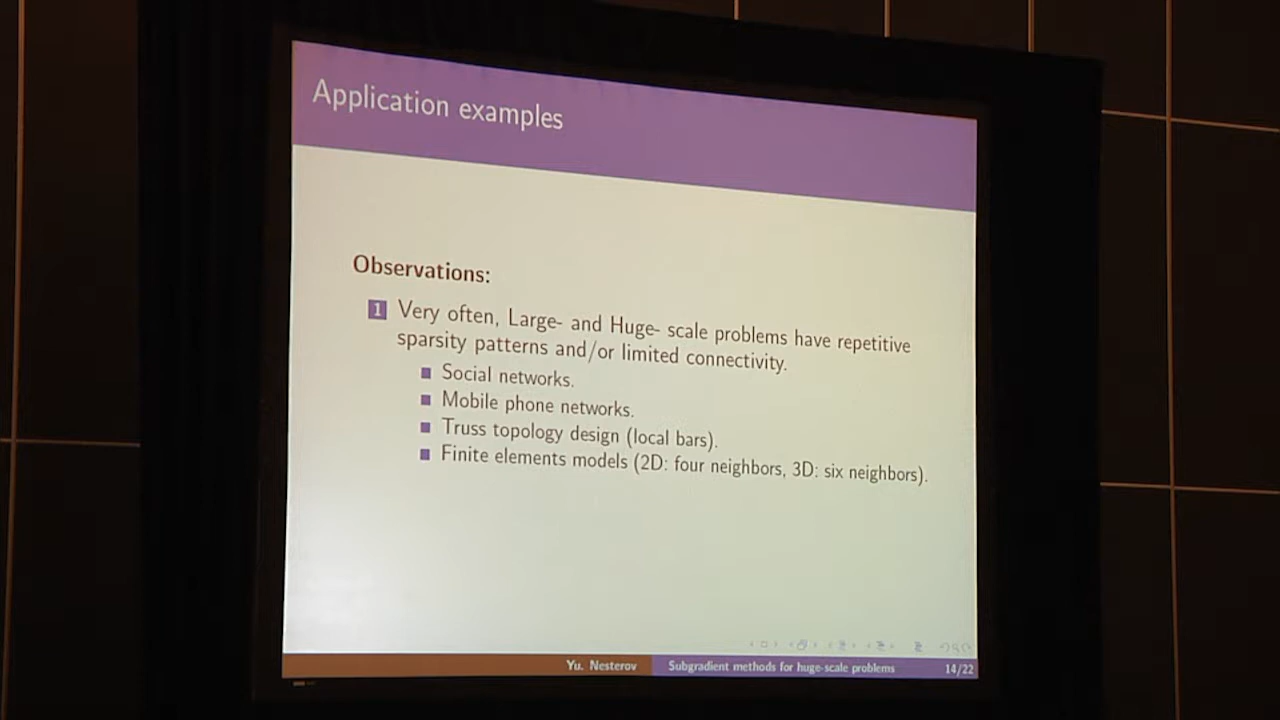 Application examples
Observations:
1 Very often, Large- and Huge- scale problems have repetitive
sparsity patterns and/or limited connectivity.
Social networks.
Mobile phone networks.
Truss topology design (local bars).
Finite elements models (2D: four neighbors, 3D: six neighbors).
Yu. Nesterov Subgradient methods for huge-scale problems 14/22